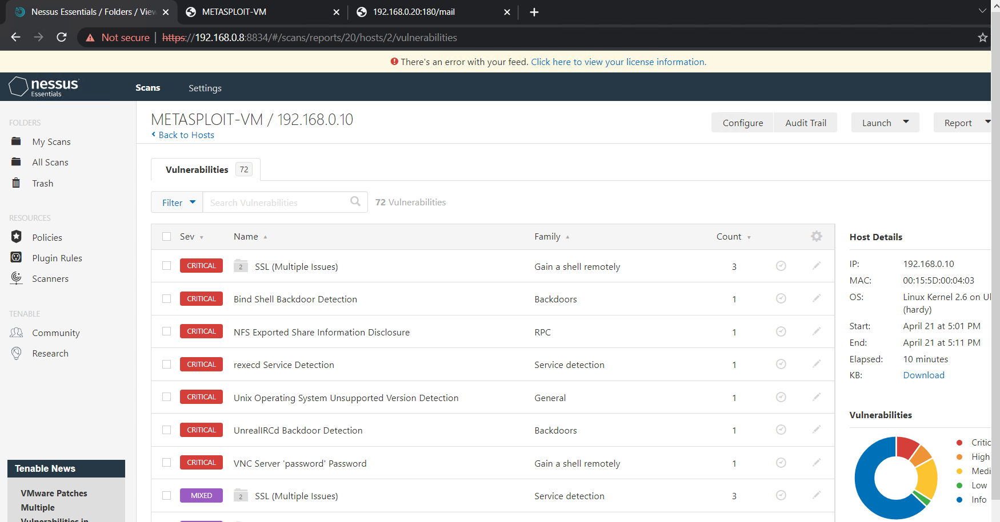 Nessus Essentials / Folders / View
METASPLOIT-VM
192.168.0.20:180/mail
Not secure
https://192.168.0.8:8834/#/scans/reports/20/hosts/2/vulnerabilities
There's an error with your feed. Click here to view your license information.
nessus
Essentials
Scans
Settings
FOLDERS
My Scans
All Scans
Trash
RESOURCES
Policies
Plugin Rules
Scanners
TENABLE
Community
Research
Tenable News
VMware Patches
Multiple
Vulnerabilities in
METASPLOIT-VM / 192.168.0.10
Back to Hosts
Configure
Audit Trail
Launch
Report
Vulnerabilities 72
Filter
Search Vulnerabilities
72 Vulnerabilities
Sev Name Family Count
CRITICAL 2 SSL (Multiple Issues) Gain a shell remotely 3
CRITICAL Bind Shell Backdoor Detection Backdoors 1
CRITICAL NFS Exported Share Information Disclosure RPC 1
CRITICAL rexecd Service Detection Service detection 1
CRITICAL Unix Operating System Unsupported Version Detection General 1
CRITICAL UnrealIRCd Backdoor Detection Backdoors 1
CRITICAL VNC Server 'password' Password Gain a shell remotely 1
MIXED 2 SSL (Multiple Issues) Service detection 3
Host Details
IP: 192.168.0.10
MAC: 00:15:5D:00:04:03
OS: Linux Kernel 2.6 on
(hardy)
Start: April 21 at 5:01 PM
End: April 21 at 5:11 PM
Elapsed: 10 minutes
KB: Download
Vulnerabilities
Critic
High
Medi
Low
Info